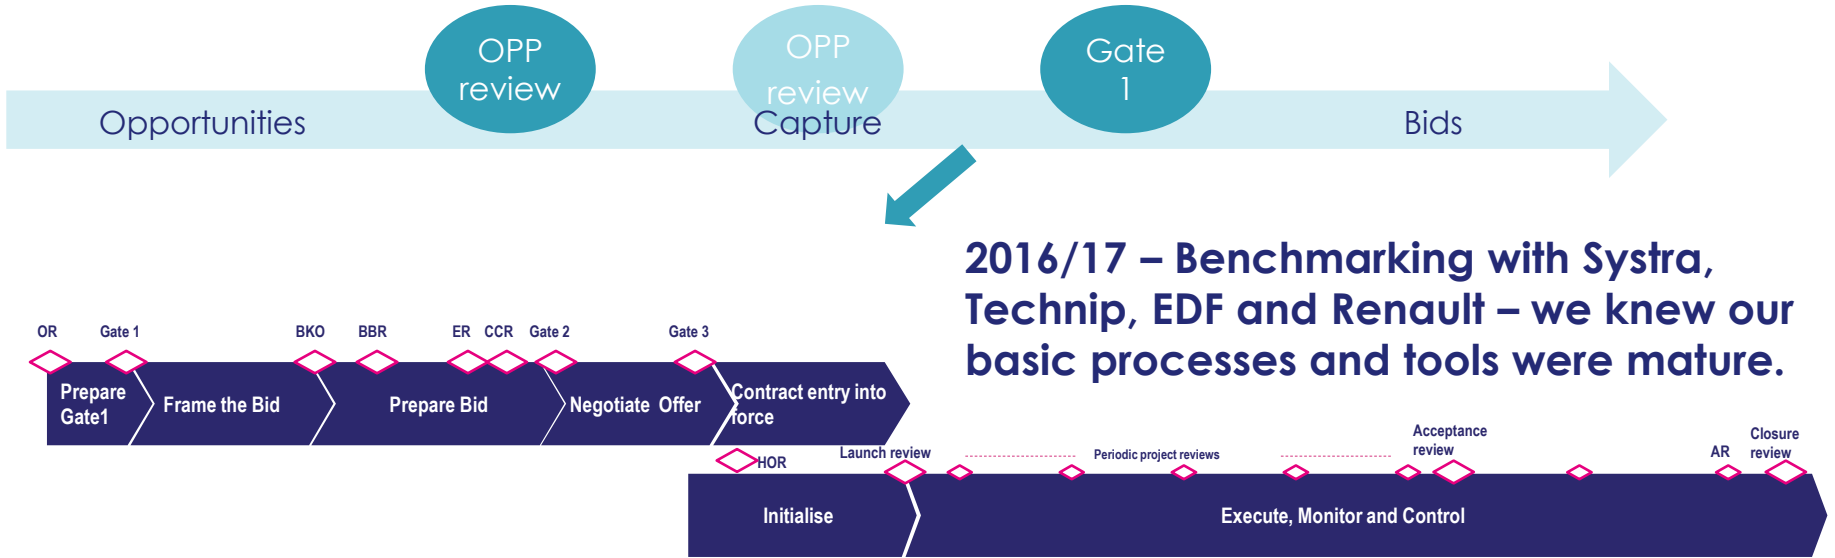 OPP
review
OPP
review
Gate
1
Opportunities
Capture
Bids
2016/17 – Benchmarking with Systra,
Technip, EDF and Renault – we knew our
basic processes and tools were mature.
OR
Gate 1
BKO
BBR
ER
CCR
Gate 2
Gate 3
Prepare
Gate1
Frame the Bid
Prepare Bid
Negotiate Offer
Contract entry into
force
HOR
Launch review
Periodic project reviews
Acceptance
review
AR
Closure
review
Initialise
Execute, Monitor and Control